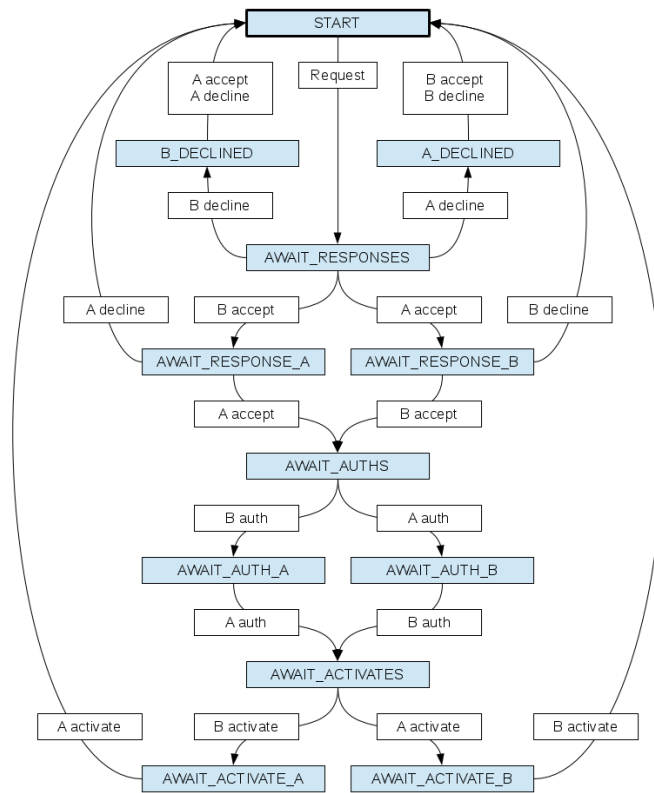 START
A accept
A decline
Request
B accept
B decline
B_DECLINED
A_DECLINED
B decline
A decline
AWAIT_RESPONSES
A decline
B accept
A accept
B decline
AWAIT_RESPONSE_A
AWAIT_RESPONSE_B
A accept
B accept
AWAIT_AUTHS
B auth
A auth
AWAIT_AUTH_A
AWAIT_AUTH_B
A auth
B auth
AWAIT_ACTIVATES
A activate
B activate
A activate
B activate
AWAIT_ACTIVATE_A
AWAIT_ACTIVATE_B